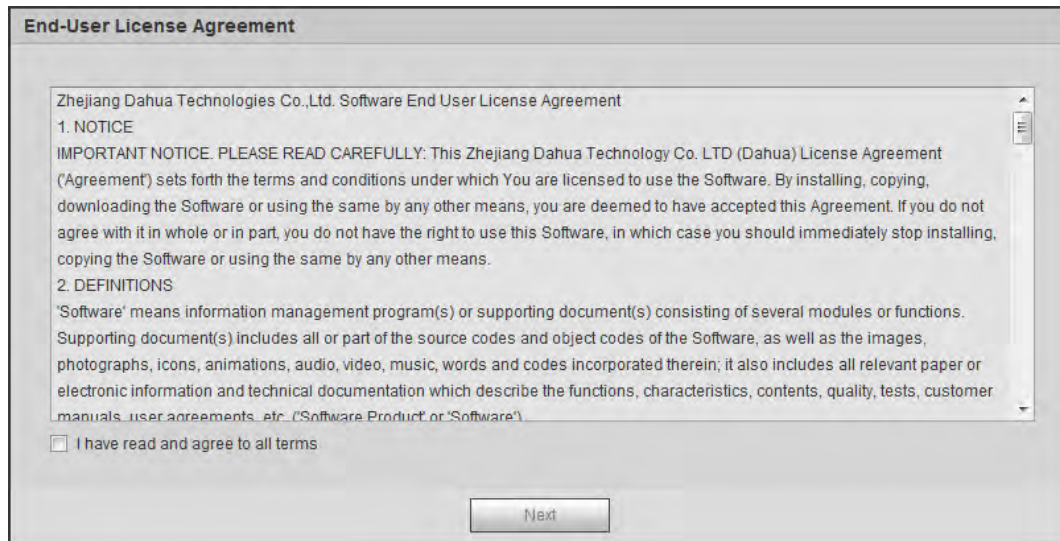 End-User License Agreement
Zhejiang Dahua Technologies Co.,Ltd. Software End User License Agreement
1. NOTICE
IMPORTANT NOTICE. PLEASE READ CAREFULLY: This Zhejiang Dahua Technology Co. LTD (Dahua) License Agreement
('Agreement') sets forth the terms and conditions under which You are licensed to use the Software. By installing, copying,
downloading the Software or using the same by any other means, you are deemed to have accepted this Agreement. If you do not
agree with it in whole or in part, you do not have the right to use this Software, in which case you should immediately stop installing,
copying the Software or using the same by any other means.
2. DEFINITIONS
'Software' means information management program(s) or supporting document(s) consisting of several modules or functions.
Supporting document(s) includes all or part of the source codes and object codes of the Software, as well as the images,
photographs, icons, animations, audio, video, music, words and codes incorporated therein; it also includes all relevant paper or
electronic information and technical documentation which describe the functions, characteristics, contents, quality, tests, customer
manuals, user agreements, etc. ('Software Product' or 'Software')
I have read and agree to all terms
Next